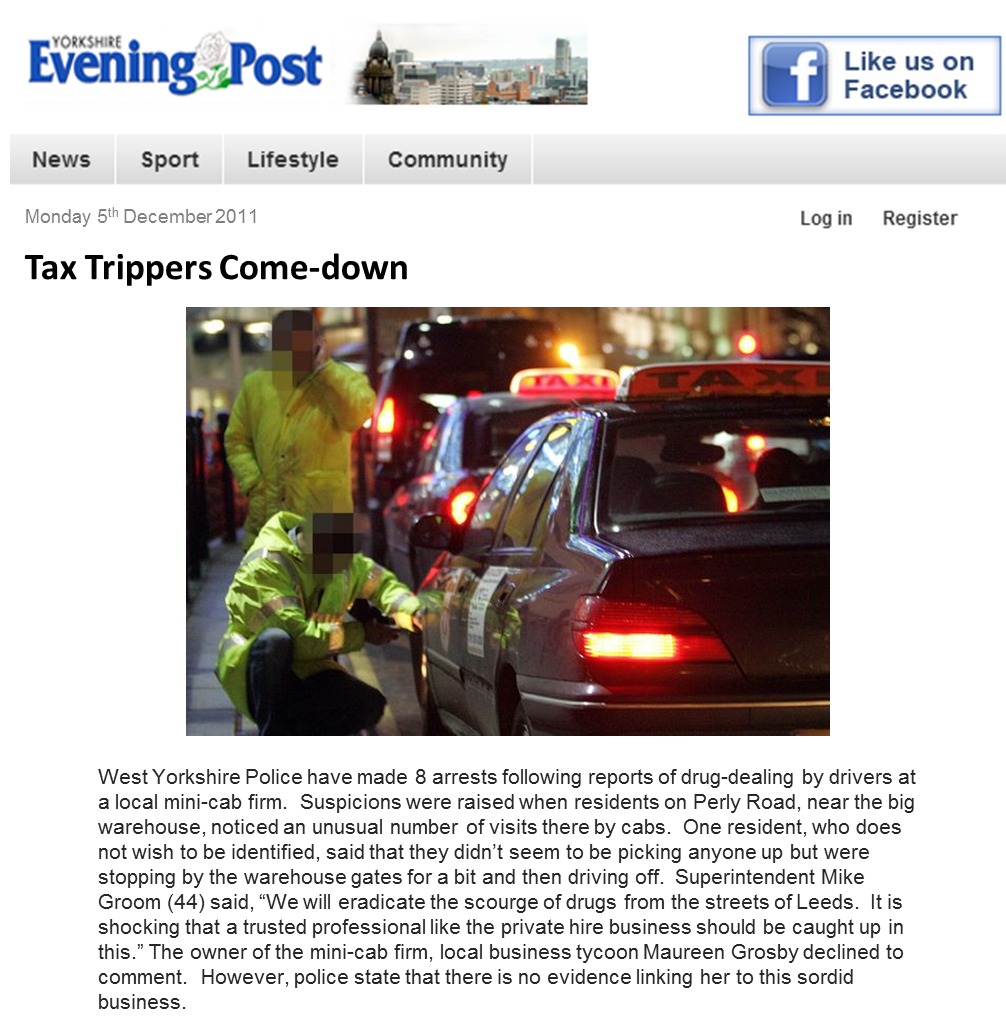 YORKSHIRE
Evening Post
Like us on
Facebook
News Sport Lifestyle Community
Monday 5th December 2011
Log in Register
Tax Trippers Come-down
TAXI
TAXI
West Yorkshire Police have made 8 arrests following reports of drug-dealing by drivers at
a local mini-cab firm. Suspicions were raised when residents on Perly Road, near the big
warehouse, noticed an unusual number of visits there by cabs. One resident, who does
not wish to be identified, said that they didn’t seem to be picking anyone up but were
stopping by the warehouse gates for a bit and then driving off. Superintendent Mike
Groom (44) said, “We will eradicate the scourge of drugs from the streets of Leeds. It is
shocking that a trusted professional like the private hire business should be caught up in
this.” The owner of the mini-cab firm, local business tycoon Maureen Grosby declined to
comment. However, police state that there is no evidence linking her to this sordid
business.